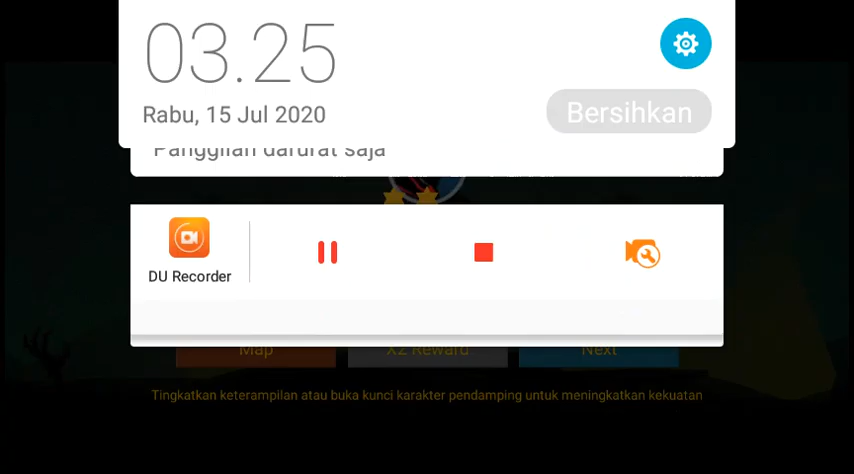 03.25
Rabu, 15 Jul 2020
Bersihkan
Panggilan darurat saja
DU Recorder
Map
X2 Reward
Next
Tingkatkan keterampilan atau buka kunci karakter pendamping untuk meningkatkan kekuatan